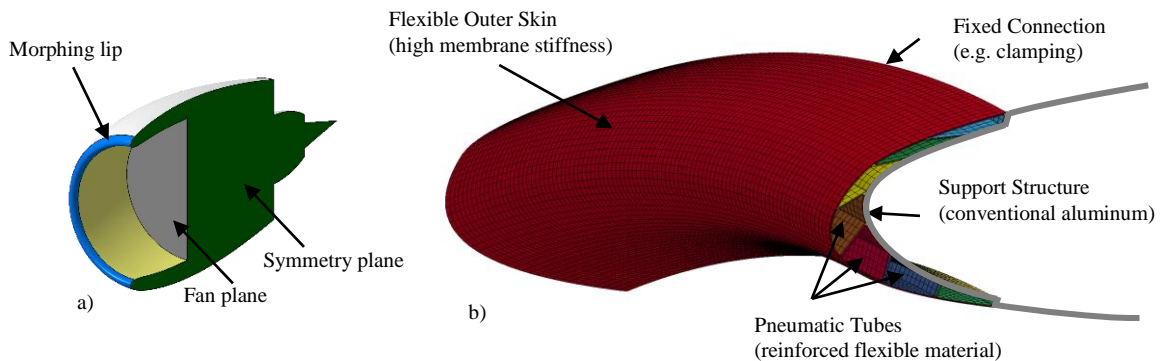 Morphing lip
Symmetry plane
Fan plane
a)
Flexible Outer Skin
(high membrane stiffness)
Fixed Connection
(e.g. clamping)
Support Structure
(conventional aluminum)
b)
Pneumatic Tubes
(reinforced flexible material)